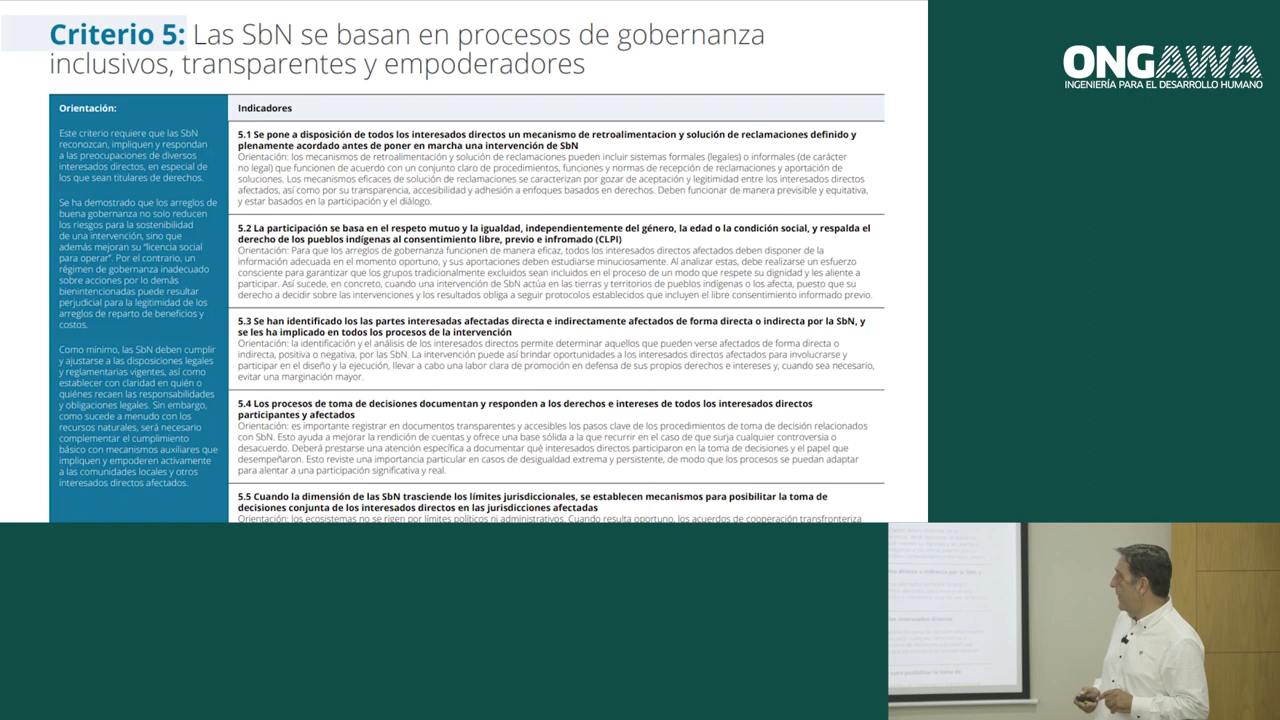 Criterio 5: Las SbN se basan en procesos de gobernanza
inclusivos, transparentes y empoderadores
ONGAWA
INGENIERÍA PARA EL DESARROLLO HUMANO
Orientación:
Este criterio requiere que las SbN
reconozcan, impliquen y respondan
a las preocupaciones de diversos
interesados directos, en especial de
los que sean titulares de derechos.
Se ha demostrado que los arreglos de
buena gobernanza no solo reducen
los riesgos para la sostenibilidad
de una intervención, sino que
además mejoran su “licencia social
para operar”. Por el contrario, un
régimen de gobernanza inadecuado
sobre acciones por lo demás
bienintencionadas puede resultar
perjudicial para la legitimidad de los
arreglos de reparto de beneficios y
costos.
Como mínimo, las SbN deben cumplir
y ajustarse a las disposiciones legales
y reglamentarias vigentes, así como
establecer con claridad en quién o
quiénes recaen las responsabilidades
y obligaciones legales. Sin embargo,
como sucede a menudo con los
recursos naturales, será necesario
complementar el cumplimiento
básico con mecanismos auxiliares que
impliquen y empoderen activamente
a las comunidades locales y otros
interesados directos afectados.
Indicadores
5.1 Se pone a disposición de todos los interesados directos un mecanismo de retroalimentacion y solución de reclamaciones definido y
plenamente acordado antes de poner en marcha una intervención de SbN
Orientación: los mecanismos de retroalimentación y solución de reclamaciones pueden incluir sistemas formales (legales) o informales (de carácter
no legal) que funcionen de acuerdo con un conjunto claro de procedimientos, funciones y normas de recepción de reclamaciones y aportación de
soluciones. Los mecanismos eficaces de solución de reclamaciones se caracterizan por gozar de aceptación y legitimidad entre los interesados directos
afectados, así como por su transparencia, accesibilidad y adhesión a enfoques basados en derechos. Deben funcionar de manera previsible y equitativa,
y estar basados en la participación y el diálogo.
5.2 La participación se basa en el respeto mutuo y la igualdad, independientemente del género, la edad o la condición social, y respalda el
derecho de los pueblos indígenas al consentimiento libre, previo e infromado (CLPI)
Orientación: Para que los arreglos de gobernanza funcionen de manera eficaz, todos los interesados directos afectados deben disponer de la
información adecuada en el momento oportuno, y sus aportaciones deben estudiarse minuciosamente. Al analizar estas, debe realizarse un esfuerzo
consciente para garantizar que los grupos tradicionalmente excluidos sean incluidos en el proceso de un modo que respete su dignidad y les aliente a
participar. Así sucede, en concreto, cuando una intervención de SbN actúa en las tierras y territorios de pueblos indígenas o los afecta, puesto que su
derecho a decidir sobre las intervenciones y los resultados obliga a seguir protocolos establecidos que incluyen el libre consentimiento informado previo.
5.3 Se han identificado los las partes interesadas afectadas directa e indirectamente afectados de forma directa o indirecta por la SbN, y
se les ha implicado en todos los procesos de la intervención
Orientación: la identificación y el análisis de los interesados directos permite determinar aquellos que pueden verse afectados de forma directa o
indirecta, positiva o negativa, por las SbN. La intervención puede así brindar oportunidades a los interesados directos afectados para involucrarse y
participar en el diseño y la ejecución, llevar a cabo una labor clara de promoción en defensa de sus propios derechos e intereses y, cuando sea necesario,
evitar una marginación mayor.
5.4 Los procesos de toma de decisiones documentan y responden a los derechos e intereses de todos los interesados directos
participantes y afectados
Orientación: es importante registrar en documentos transparentes y accesibles los pasos clave de los procedimientos de toma de decisión relacionados
con SbN. Esto ayuda a mejorar la rendición de cuentas y ofrece una base sólida a la que recurrir en el caso de que surja cualquier controversia o
desacuerdo. Deberá prestarse una atención específica a documentar qué interesados directos participaron en la toma de decisiones y el papel que
desempeñaron. Esto reviste una importancia particular en casos de desigualdad extrema y persistente, de modo que los procesos se puedan adaptar
para alentar a una participación significativa y real.
5.5 Cuando la dimensión de las SbN trasciende los límites jurisdiccionales, se establecen mecanismos para posibilitar la toma de
decisiones conjunta de los interesados directos en las jurisdicciones afectadas
Orientación: los ecosistemas no se rigen por límites políticos ni administrativos. Cuando resulta oportuno, los acuerdos de cooperación transfronteriza